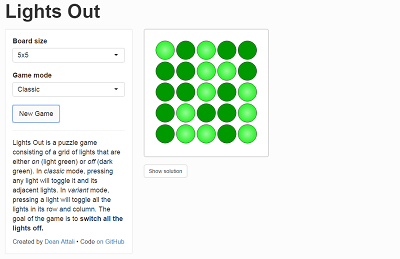 Lights Out
Board size
5x5
Game mode
Classic
New Game
Lights Out is a puzzle game
consisting of a grid of lights that are
either on (light green) or off (dark
green). In classic mode, pressing
any light will toggle it and its
adjacent lights. In variant mode,
pressing a light will toggle all the
lights in its row and column. The
goal of the game is to switch all the
lights off.
Created by Dean Attali • Code on GitHub
Show solution